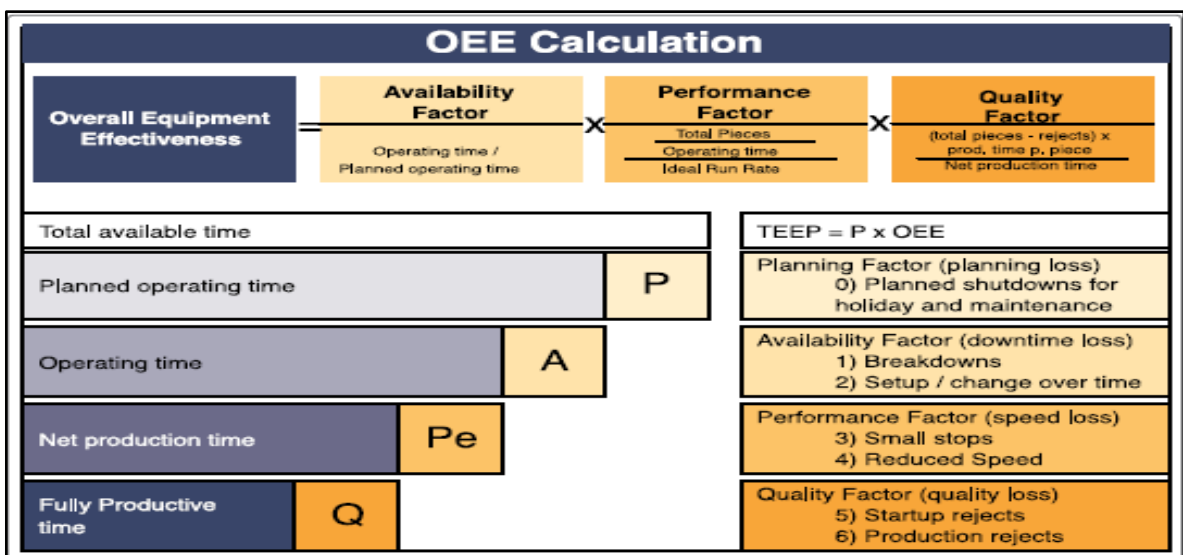 OEE Calculation
Overall Equipment
Effectiveness
=
Availability
Factor
Operating time /
Planned operating time
x
Performance
Factor
Total Pieces
Operating time
Ideal Run Rate
x
Quality
Factor
(total pieces - rejects) x
prod, time p, piece
Net production time
Total available time
TEEP = P x OEE
Planned operating time
P
Planning Factor (planning loss)
0) Planned shutdowns for
holiday and maintenance
Operating time
A
Availability Factor (downtime loss)
1) Breakdowns
2) Setup / change over time
Net production time
Pe
Performance Factor (speed loss)
3) Small stops
4) Reduced Speed
Fully Productive
time
Q
Quality Factor (quality loss)
5) Startup rejects
6) Production rejects